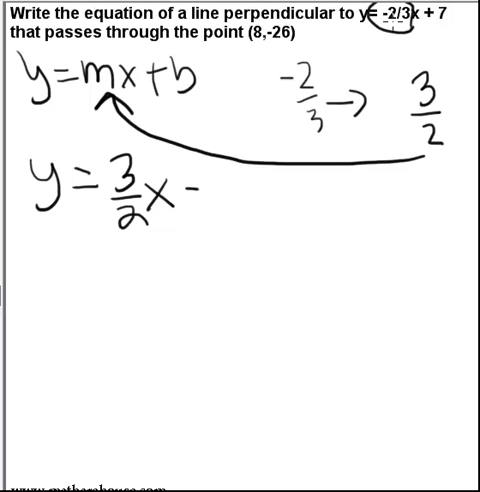 Write the equation of a line perpendicular to y= -2/3x + 7
that passes through the point (8,-26)
y=mx+b
-2/3 → 3/2
y = 3/2 x -